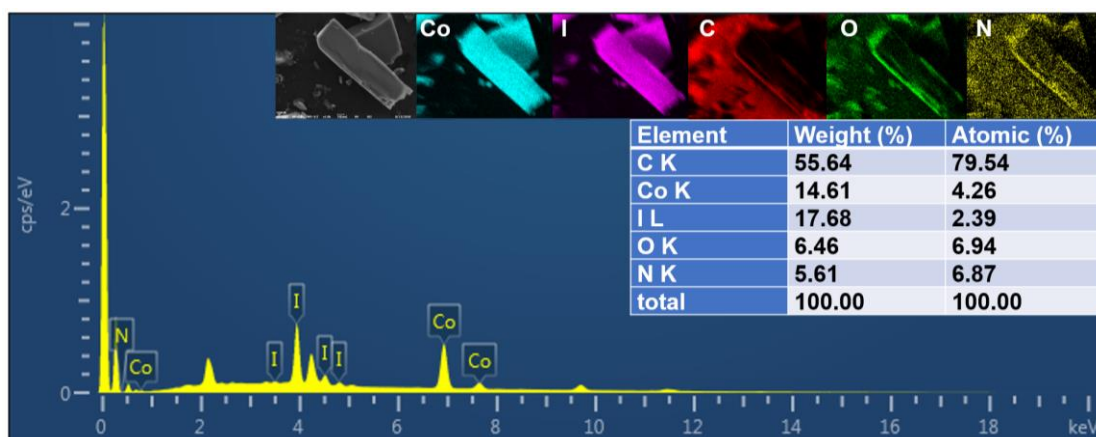 Co
I
C
O
N
Element Weight (%) Atomic (%)
C K 55.64 79.54
Co K 14.61 4.26
I L 17.68 2.39
O K 6.46 6.94
N K 5.61 6.87
total 100.00 100.00
cps/eV
2
0
N
Co
I
I
I
I
Co
Co
0 2 4 6 8 10 12 14 16 18 keV